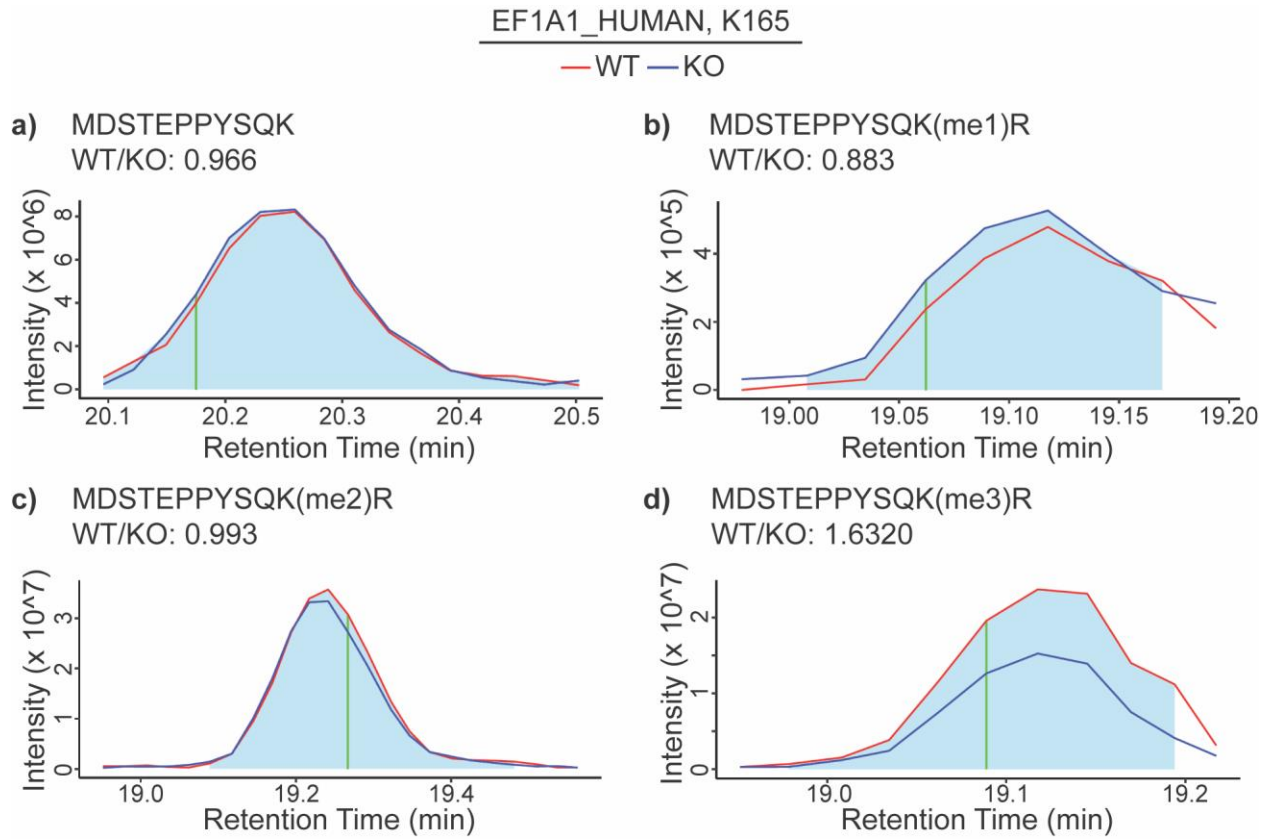 EF1A1_HUMAN, K165
WT KO
a) MDSTEPPYSQK
WT/KO: 0.966
Intensity (x 10^6)
8
6
4
2
0
20.1 20.2 20.3 20.4 20.5
Retention Time (min)
b) MDSTEPPYSQK(me1)R
WT/KO: 0.883
Intensity (x 10^5)
4
2
0
19.00 19.05 19.10 19.15 19.20
Retention Time (min)
c) MDSTEPPYSQK(me2)R
WT/KO: 0.993
Intensity (x 10^7)
3
2
1
0
19.0 19.2 19.4
Retention Time (min)
d) MDSTEPPYSQK(me3)R
WT/KO: 1.6320
Intensity (x 10^7)
2
1
0
19.0 19.1 19.2
Retention Time (min)